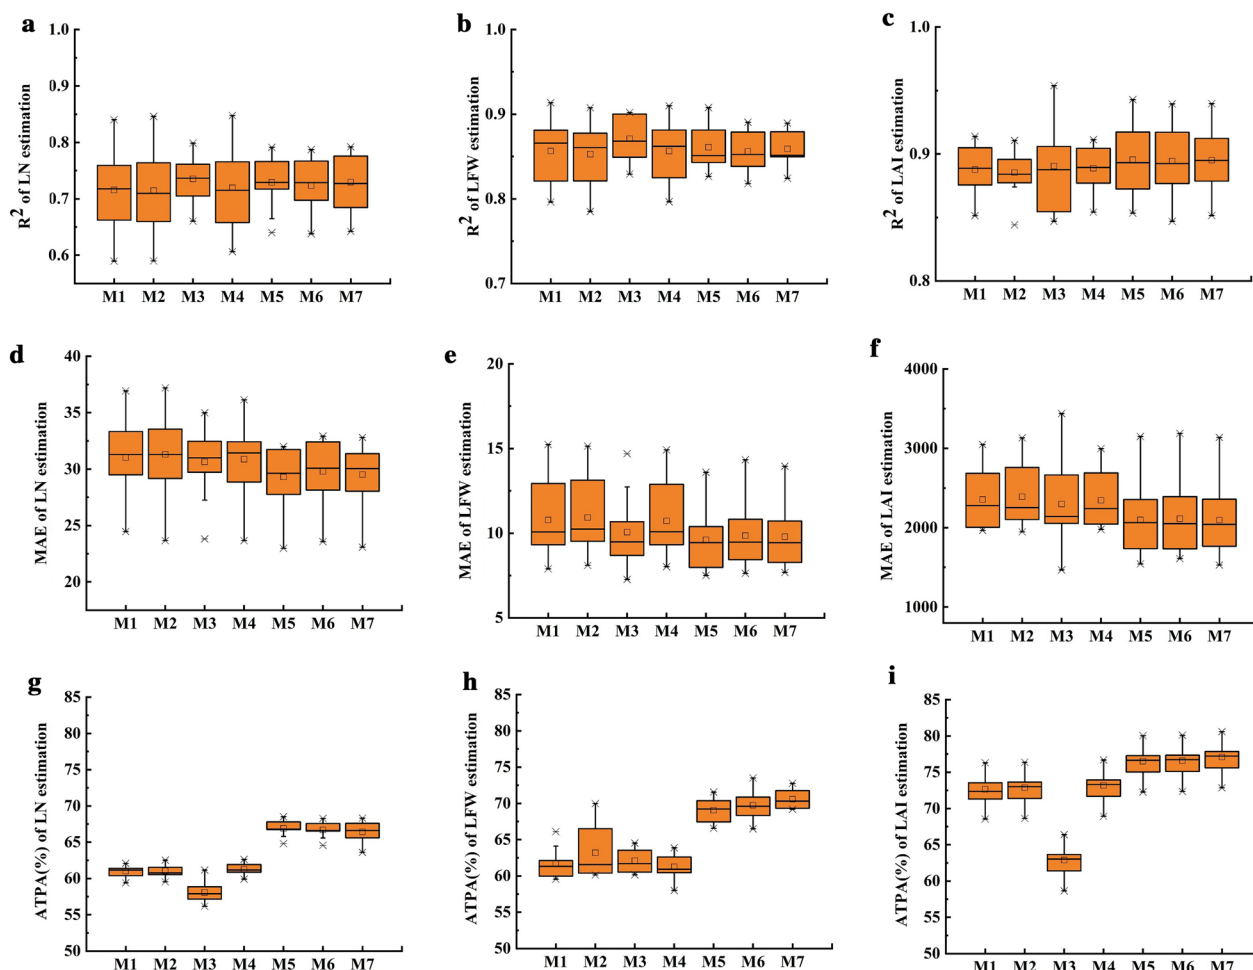 a
R² of LN estimation
1.0
0.9
0.8
0.7
0.6
M1 M2 M3 M4 M5 M6 M7
b
R² of LFW estimation
1.0
0.9
0.8
0.7
M1 M2 M3 M4 M5 M6 M7
c
R² of LAI estimation
1.0
0.9
0.8
M1 M2 M3 M4 M5 M6 M7
d
MAE of LN estimation
40
35
30
25
20
M1 M2 M3 M4 M5 M6 M7
e
MAE of LFW estimation
20
15
10
5
M1 M2 M3 M4 M5 M6 M7
f
MAE of LAI estimation
4000
3000
2000
1000
M1 M2 M3 M4 M5 M6 M7
g
ATPA(%) of LN estimation
85
80
75
70
65
60
55
50
M1 M2 M3 M4 M5 M6 M7
h
ATPA(%) of LFW estimation
85
80
75
70
65
60
55
50
M1 M2 M3 M4 M5 M6 M7
i
ATPA(%) of LAI estimation
85
80
75
70
65
60
55
50
M1 M2 M3 M4 M5 M6 M7